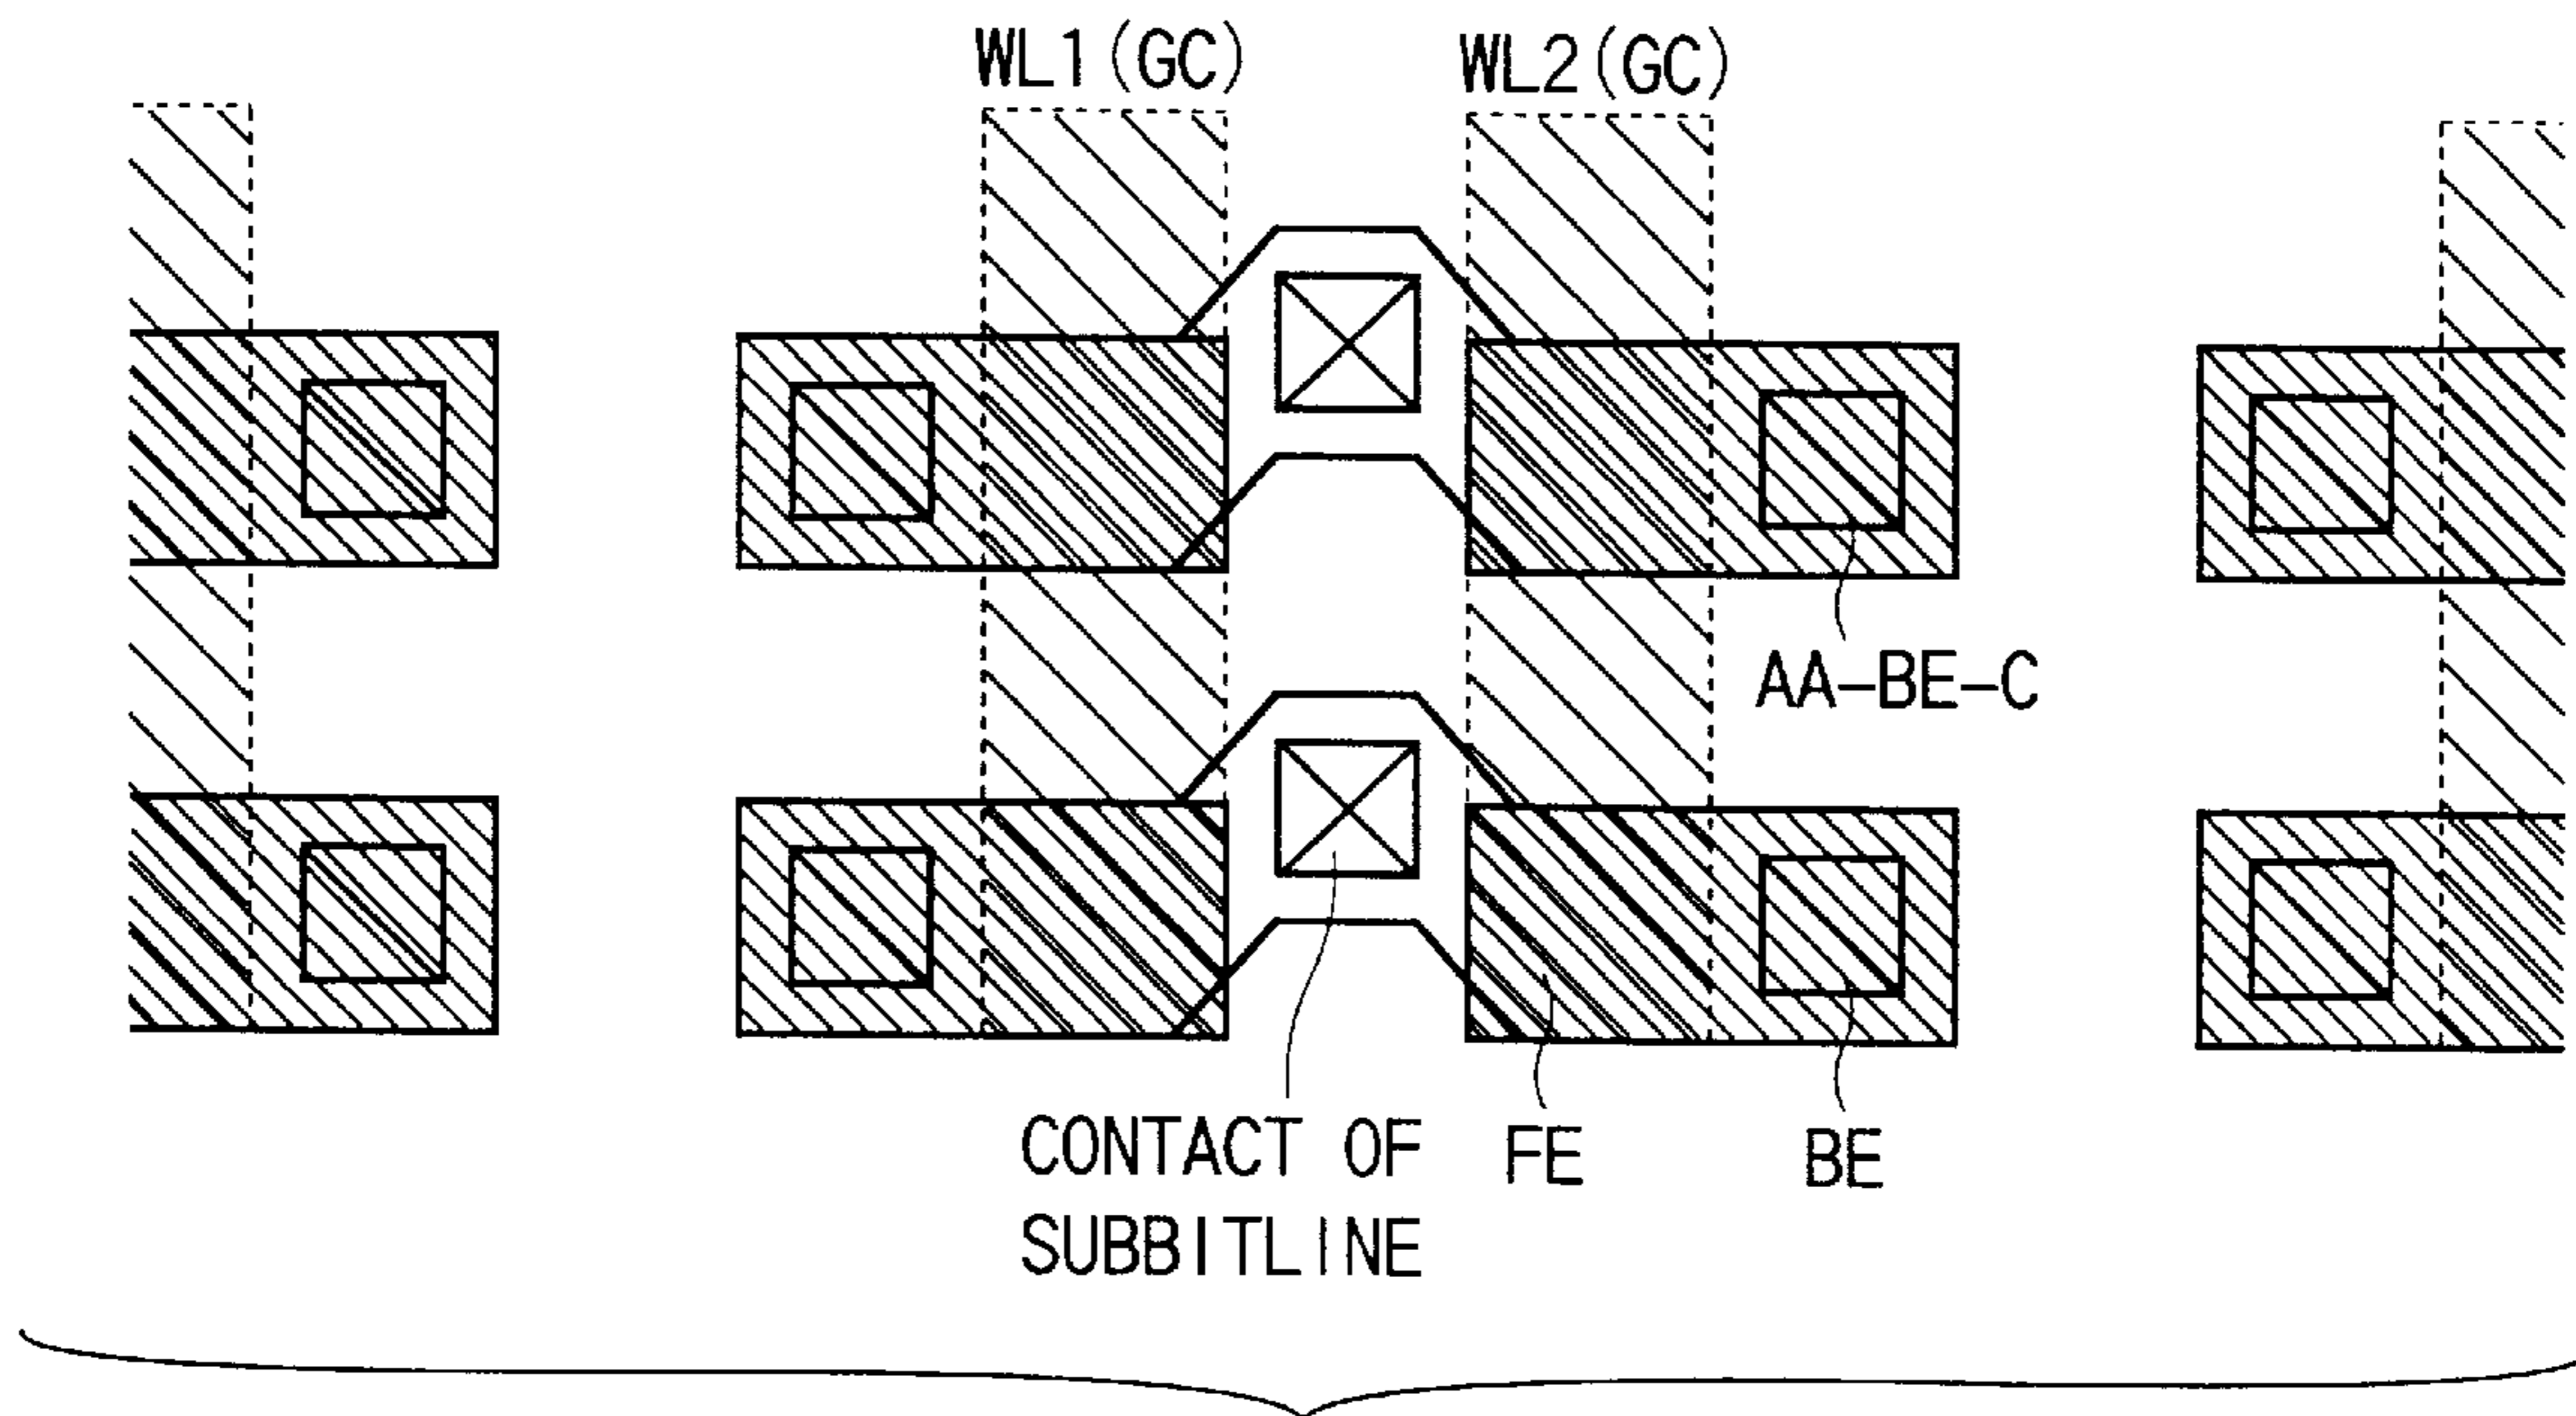 WL1(GC) WL2(GC)
AA-BE-C
CONTACT OF
SUBBITLINE
FE
BE